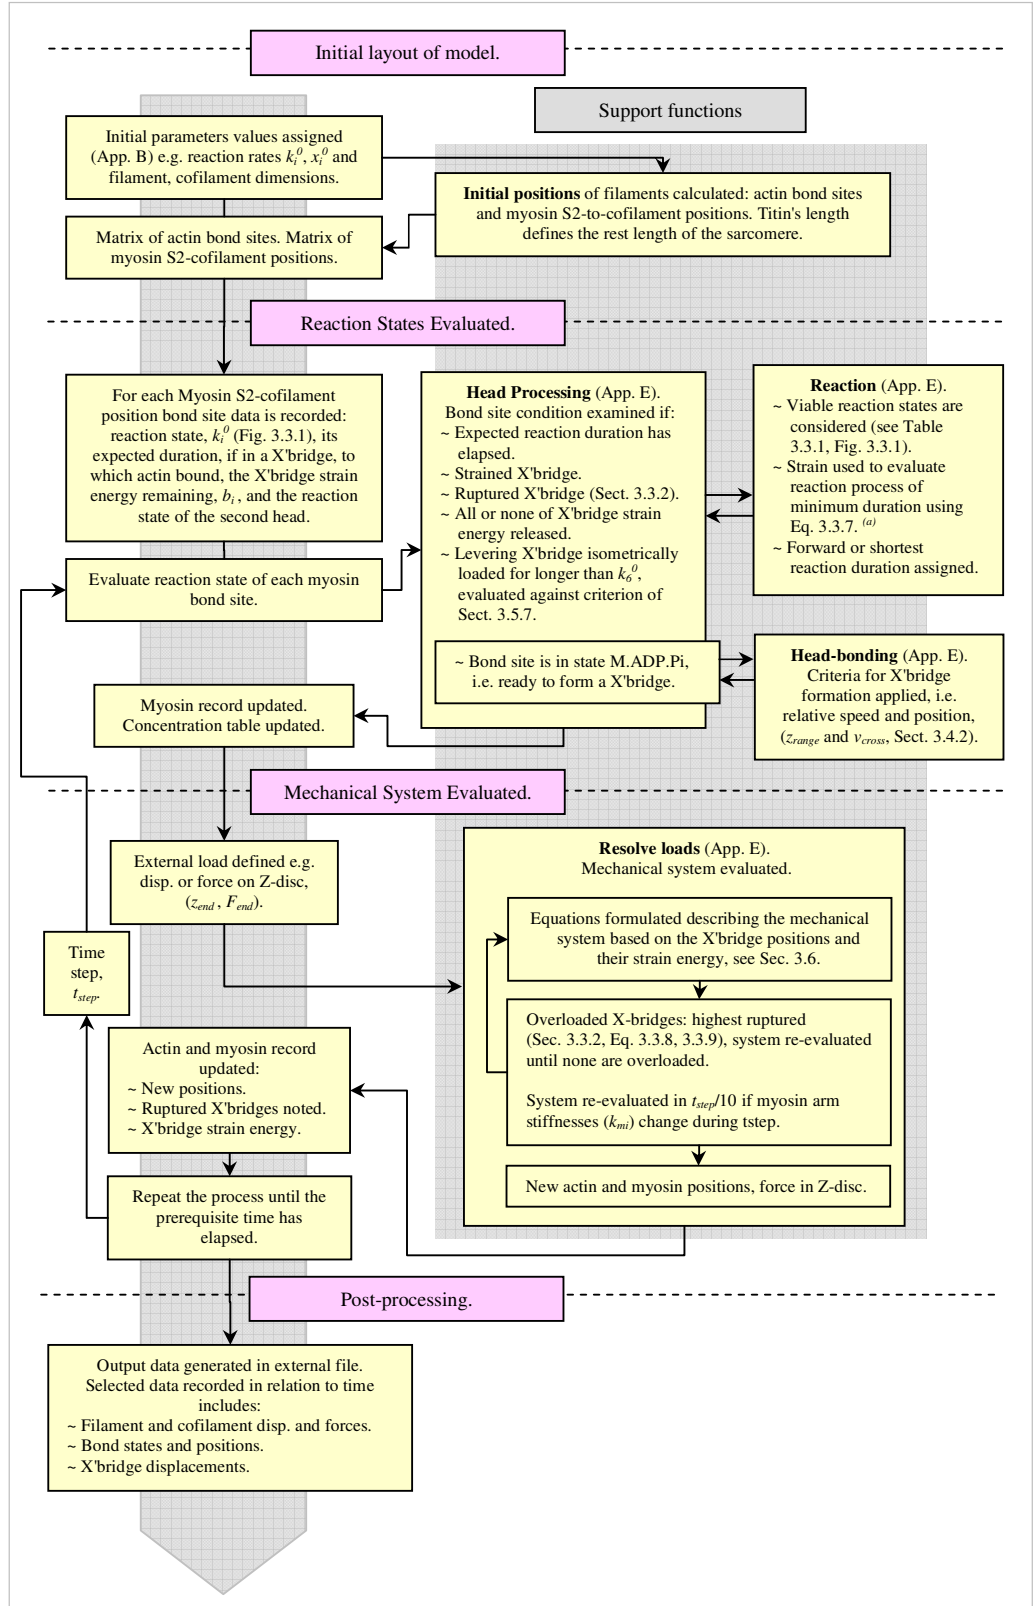 Initial layout of model.
Support functions
Initial parameters values assigned
(App. B) e.g. reaction rates k_i^0, x_i^0 and
filament, cofilament dimensions.
Initial positions of filaments calculated: actin bond sites
and myosin S2-to-cofilament positions. Titin's length
defines the rest length of the sarcomere.
Matrix of actin bond sites. Matrix of
myosin S2-cofilament positions.
Reaction States Evaluated.
For each Myosin S2-cofilament
position bond site data is recorded:
reaction state, k_i^0 (Fig. 3.3.1), its
expected duration, if in a X'bridge, to
which actin bound, the X'bridge strain
energy remaining, b_i, and the reaction
state of the second head.
Evaluate reaction state of each myosin
bond site.
Head Processing (App. E).
Bond site condition examined if:
~ Expected reaction duration has
elapsed.
~ Strained X'bridge.
~ Ruptured X'bridge (Sect. 3.3.2).
~ All or none of X'bridge strain
energy released.
~ Levering X'bridge isometrically
loaded for longer than k_6^0,
evaluated against criterion of
Sect. 3.5.7.
~ Bond site is in state M.ADP.Pi,
i.e. ready to form a X'bridge.
Reaction (App. E).
~ Viable reaction states are
considered (see Table
3.3.1, Fig. 3.3.1).
~ Strain used to evaluate
reaction process of
minimum duration using
Eq. 3.3.7. (a)
~ Forward or shortest
reaction duration assigned.
Head-bonding (App. E).
Criteria for X'bridge
formation applied, i.e.
relative speed and position,
(z_range and v_cross, Sect. 3.4.2).
Myosin record updated.
Concentration table updated.
Mechanical System Evaluated.
External load defined e.g.
disp. or force on Z-disc,
(z_end, F_end).
Resolve loads (App. E).
Mechanical system evaluated.
Equations formulated describing the mechanical
system based on the X'bridge positions and
their strain energy, see Sec. 3.6.
Overloaded X-bridges: highest ruptured
(Sec. 3.3.2, Eq. 3.3.8, 3.3.9), system re-evaluated
until none are overloaded.
System re-evaluated in t_step/10 if myosin arm
stiffnesses (k_mi) change during tstep.
New actin and myosin positions, force in Z-disc.
Time
step,
t_step.
Actin and myosin record
updated:
~ New positions.
~ Ruptured X'bridges noted.
~ X'bridge strain energy.
Repeat the process until the
prerequisite time has
elapsed.
Post-processing.
Output data generated in external file.
Selected data recorded in relation to time
includes:
~ Filament and cofilament disp. and forces.
~ Bond states and positions.
~ X'bridge displacements.